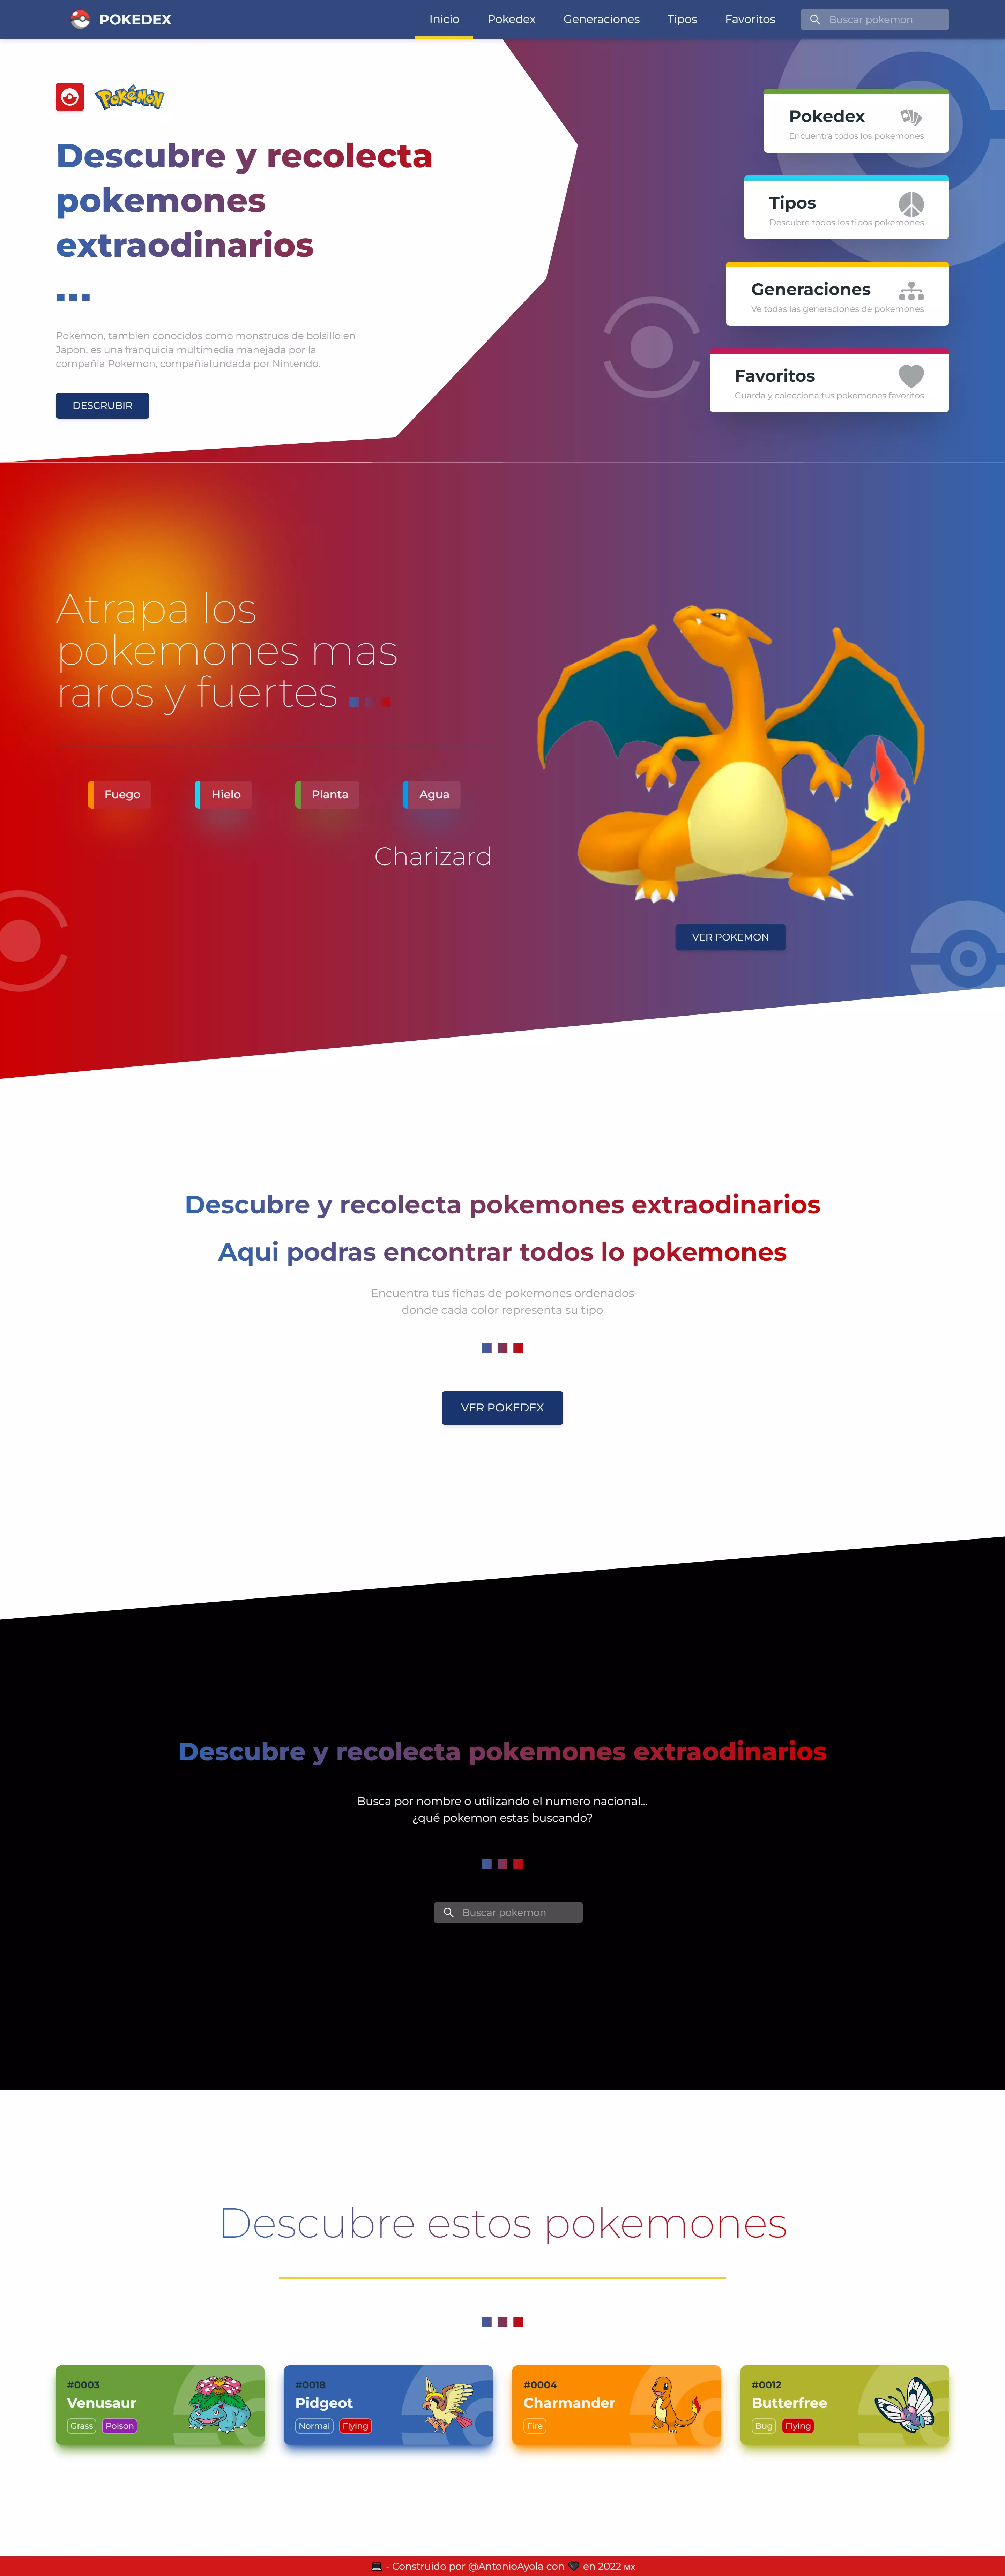 POKEDEX
Inicio
Pokedex
Generaciones
Tipos
Favoritos
Buscar pokemon
POKéMON
Descubre y recolecta
pokemones
extraodinarios
Pokemon, tambien conocidos como monstruos de bolsillo en
Japon, es una franquicia multimedia manejada por la
compañia Pokemon, compañiafundada por Nintendo.
DESCRUBIR
Pokedex
Encuentra todos los pokemones
Tipos
Descubre todos los tipos pokemones
Generaciones
Ve todas las generaciones de pokemones
Favoritos
Guarda y colecciona tus pokemones favoritos
Atrapa los
pokemones mas
raros y fuertes
Fuego
Hielo
Planta
Agua
Charizard
VER POKEMON
Descubre y recolecta pokemones extraodinarios
Aqui podras encontrar todos lo pokemones
Encuentra tus fichas de pokemones ordenados
donde cada color representa su tipo
VER POKEDEX
Descubre y recolecta pokemones extraodinarios
Busca por nombre o utilizando el numero nacional...
¿qué pokemon estas buscando?
Buscar pokemon
Descubre estos pokemones
#0003
Venusaur
Grass Poison
#0018
Pidgeot
Normal Flying
#0004
Charmander
Fire
#0012
Butterfree
Bug Flying
💻 - Construido por @AntonioAyola con 🖤 en 2022 MX